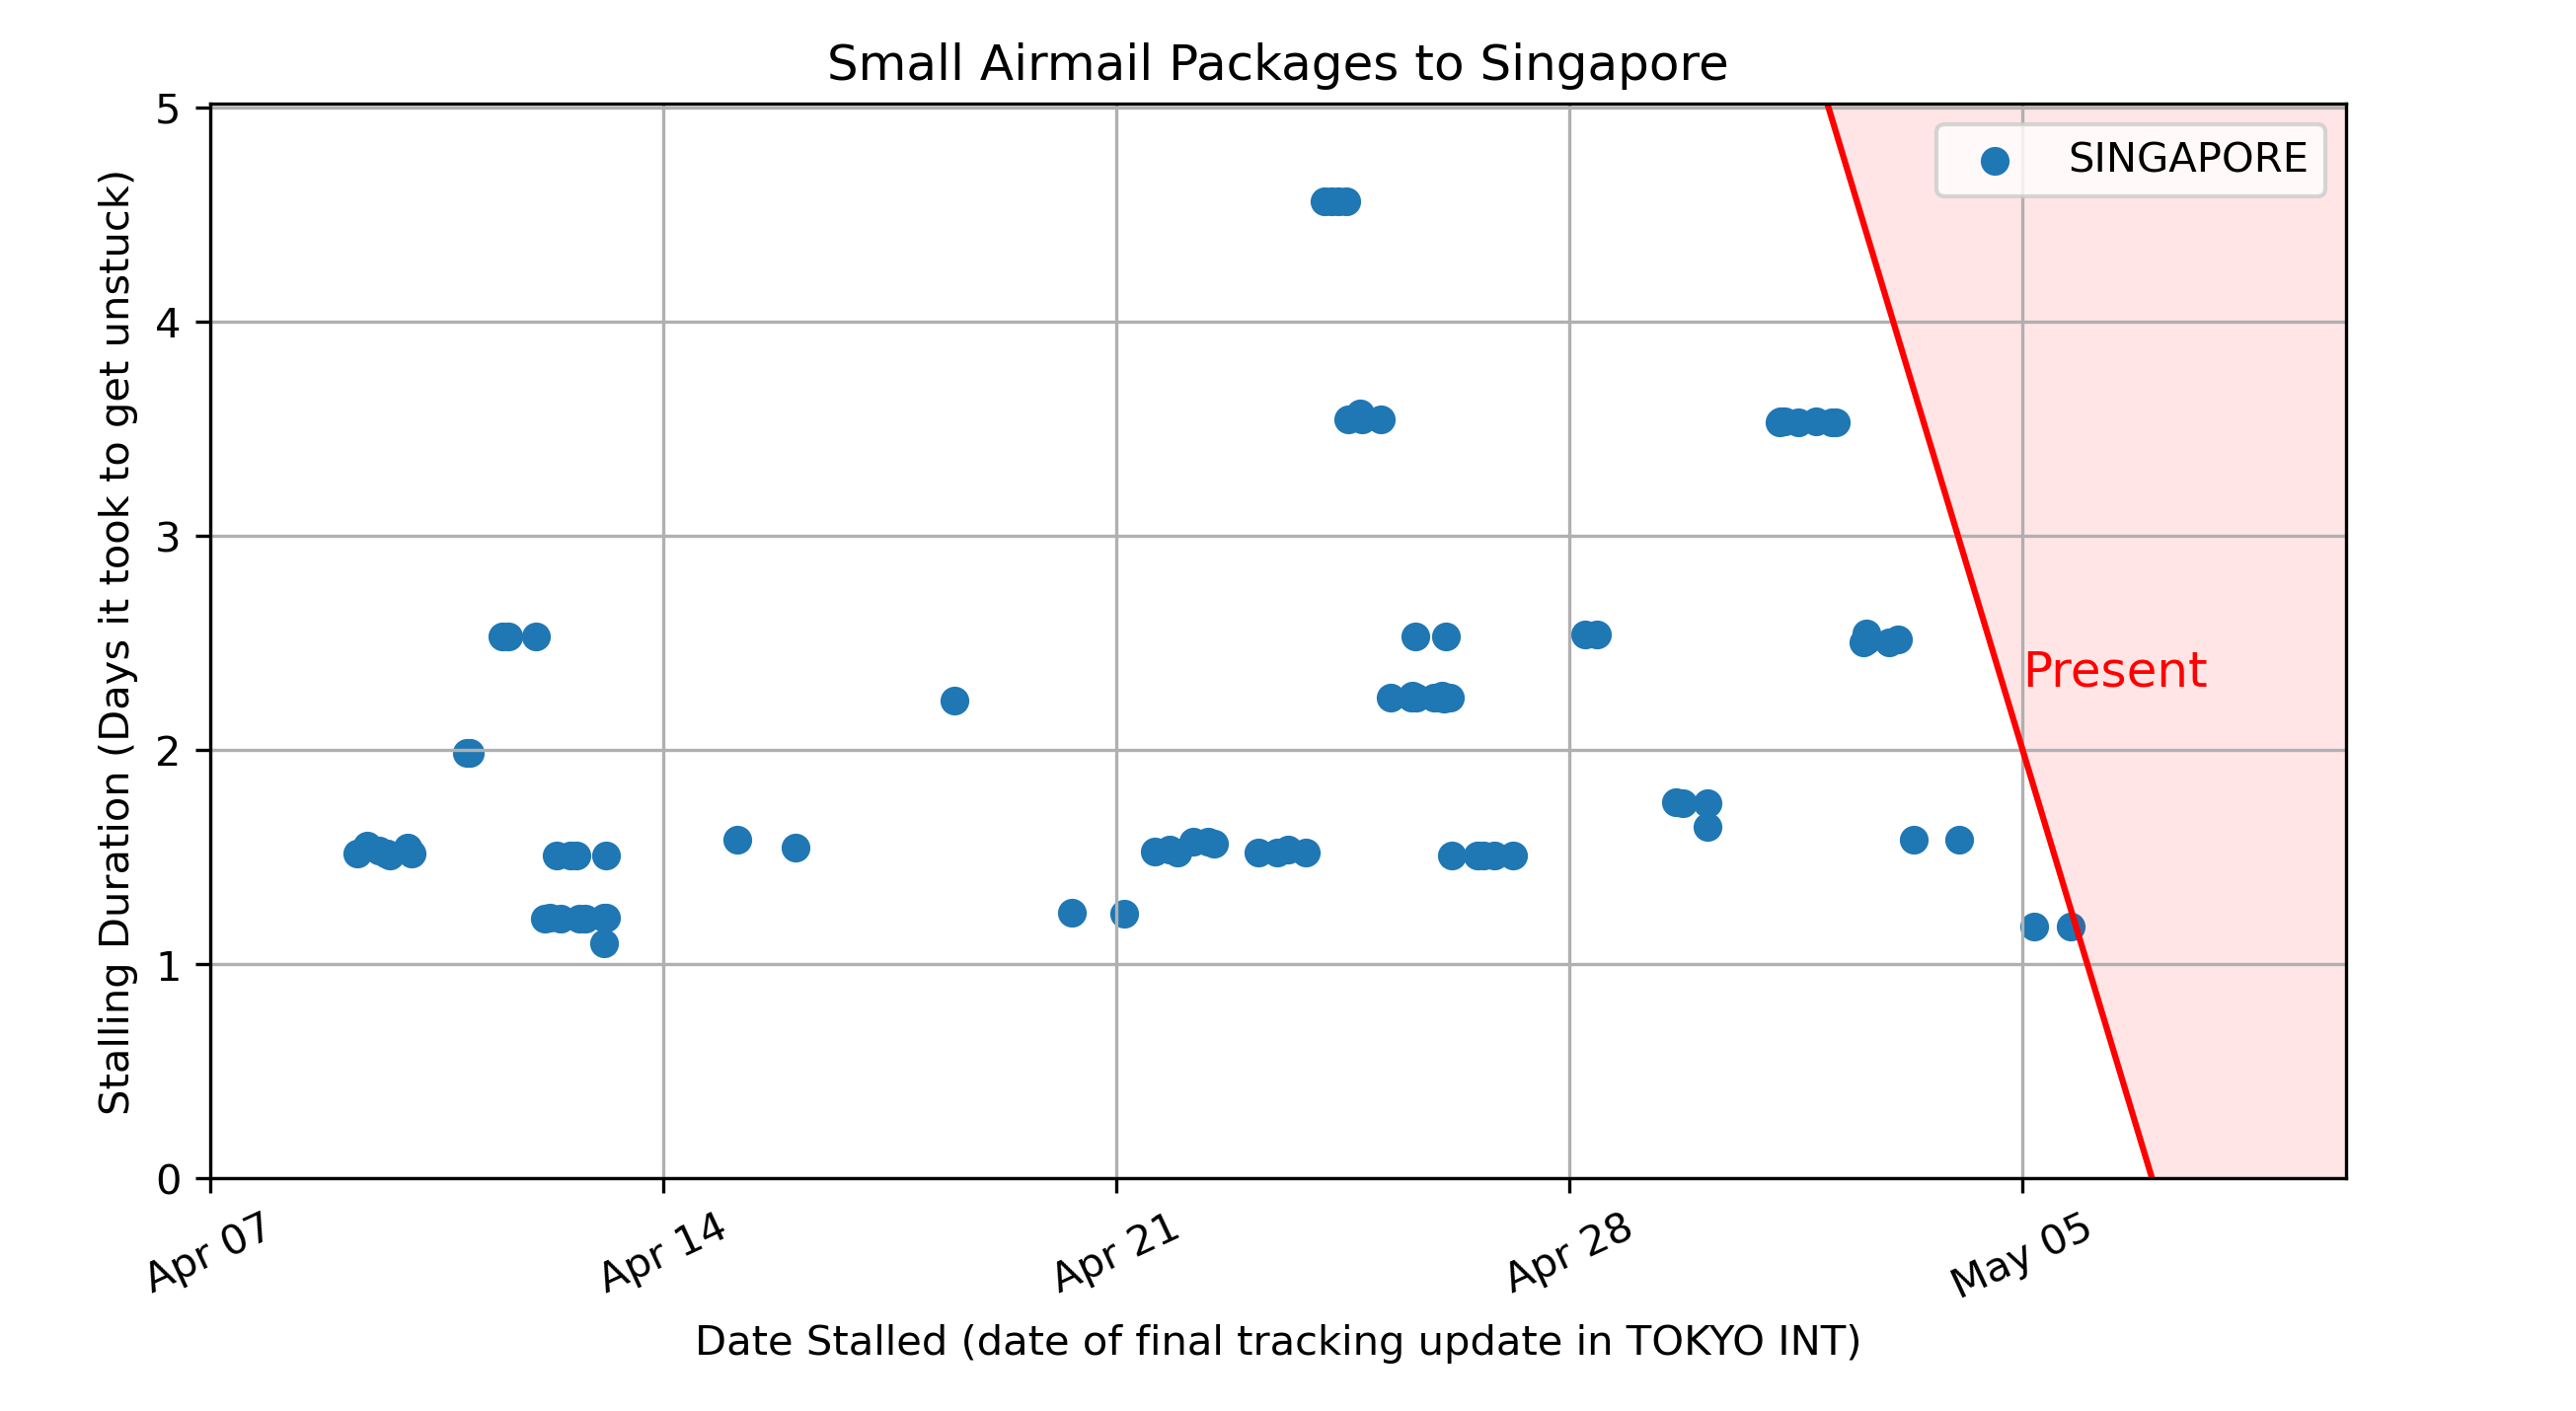 Small Airmail Packages to Singapore
Stalling Duration (Days it took to get unstuck)
5
4
3
2
1
0
SINGAPORE
Present
Apr 07
Apr 14
Apr 21
Apr 28
May 05
Date Stalled (date of final tracking update in TOKYO INT)